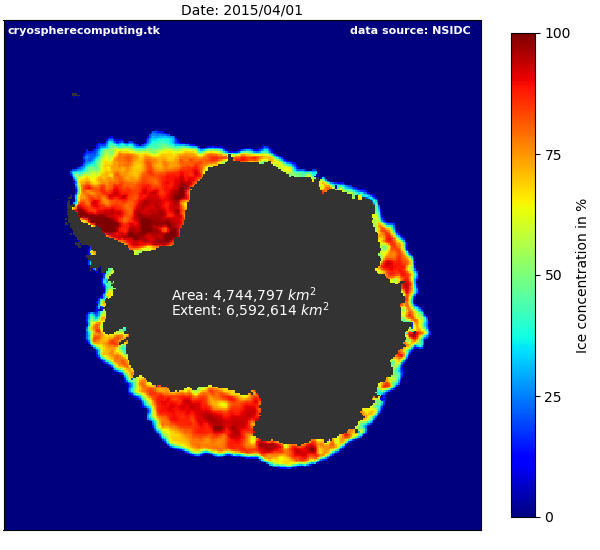 Date: 2015/04/01
cryospherecomputing.tk
data source: NSIDC
Area: 4,744,797 km²
Extent: 6,592,614 km²
100
75
50
25
0
Ice concentration in %